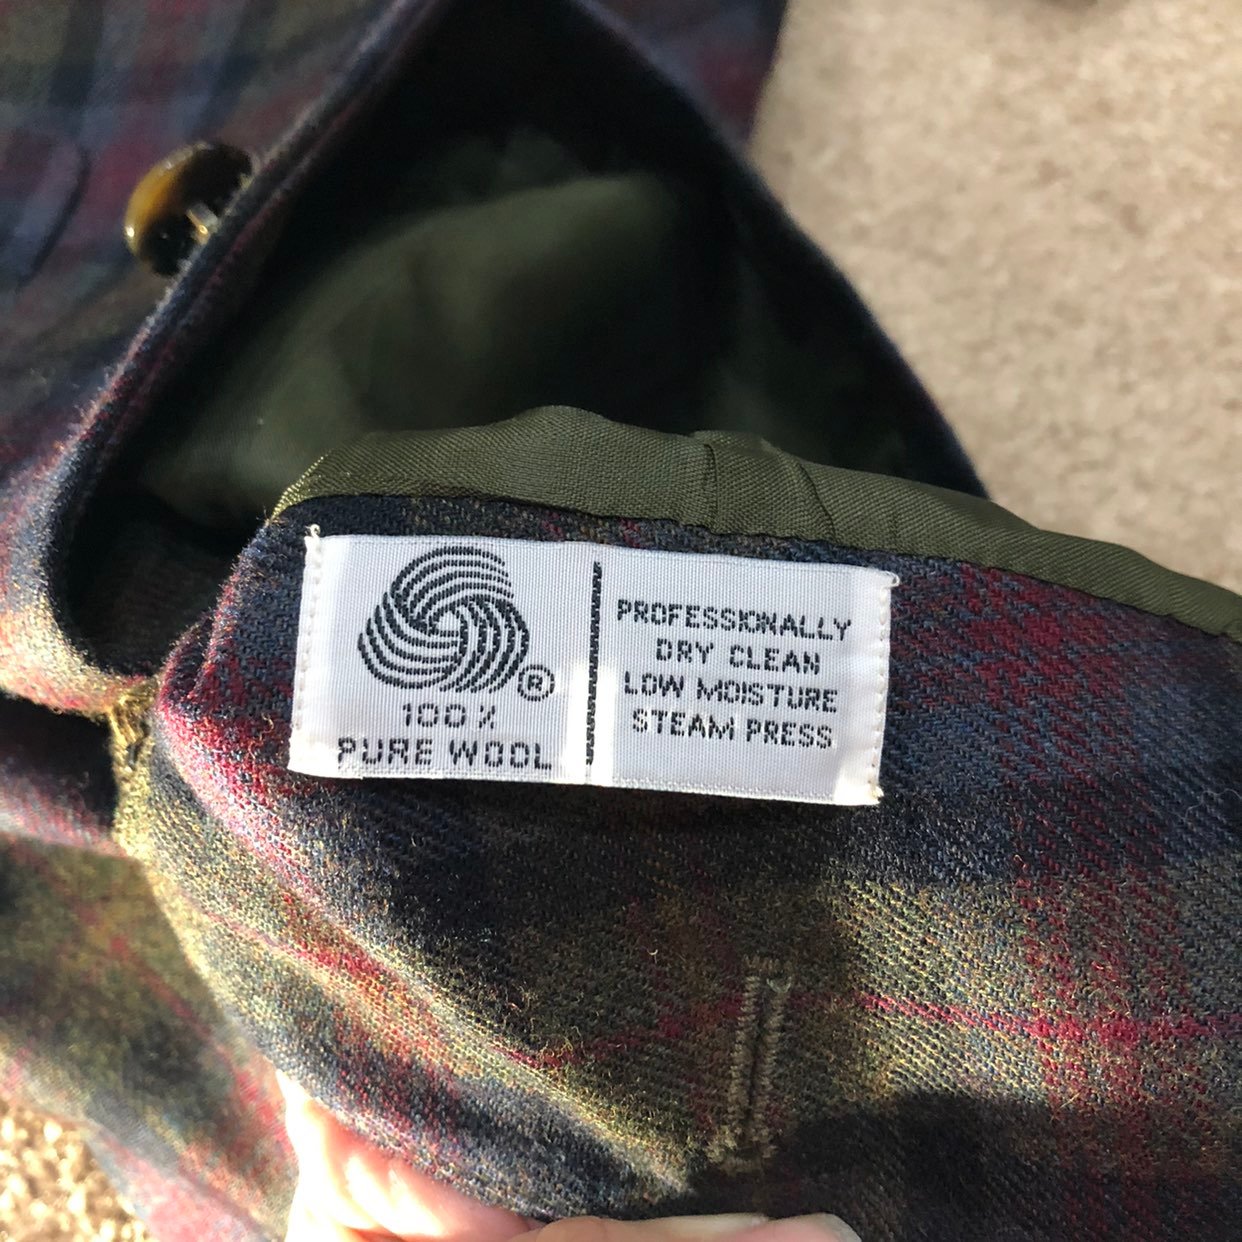 ®
100%
PURE WOOL
PROFESSIONALLY
DRY CLEAN
LOW MOISTURE
STEAM PRESS